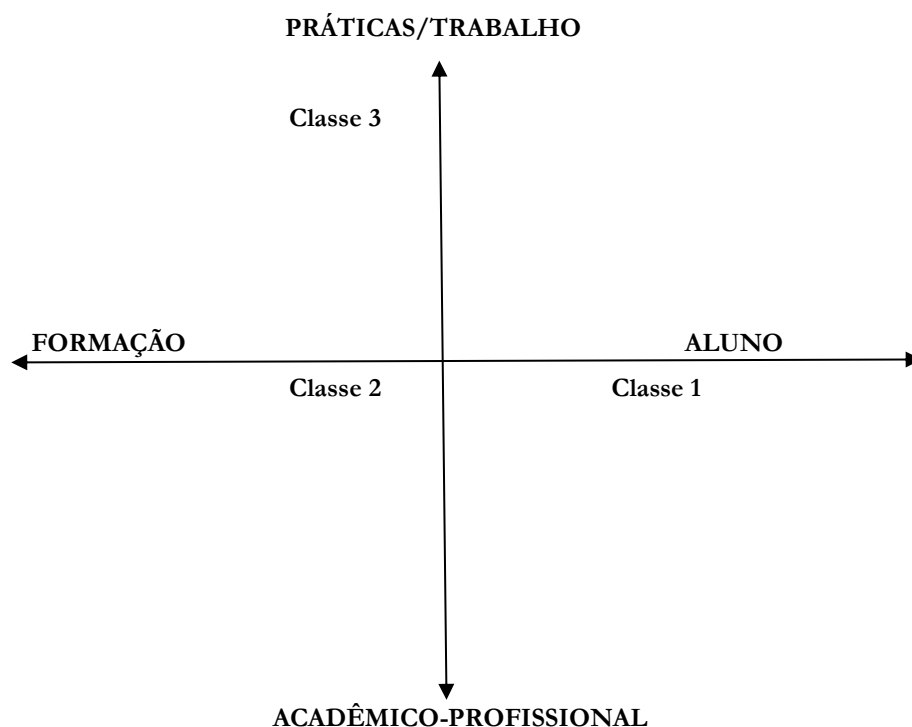 PRÁTICAS/TRABALHO
Classe 3
FORMAÇÃO
ALUNO
Classe 2
Classe 1
ACADÊMICO-PROFISSIONAL